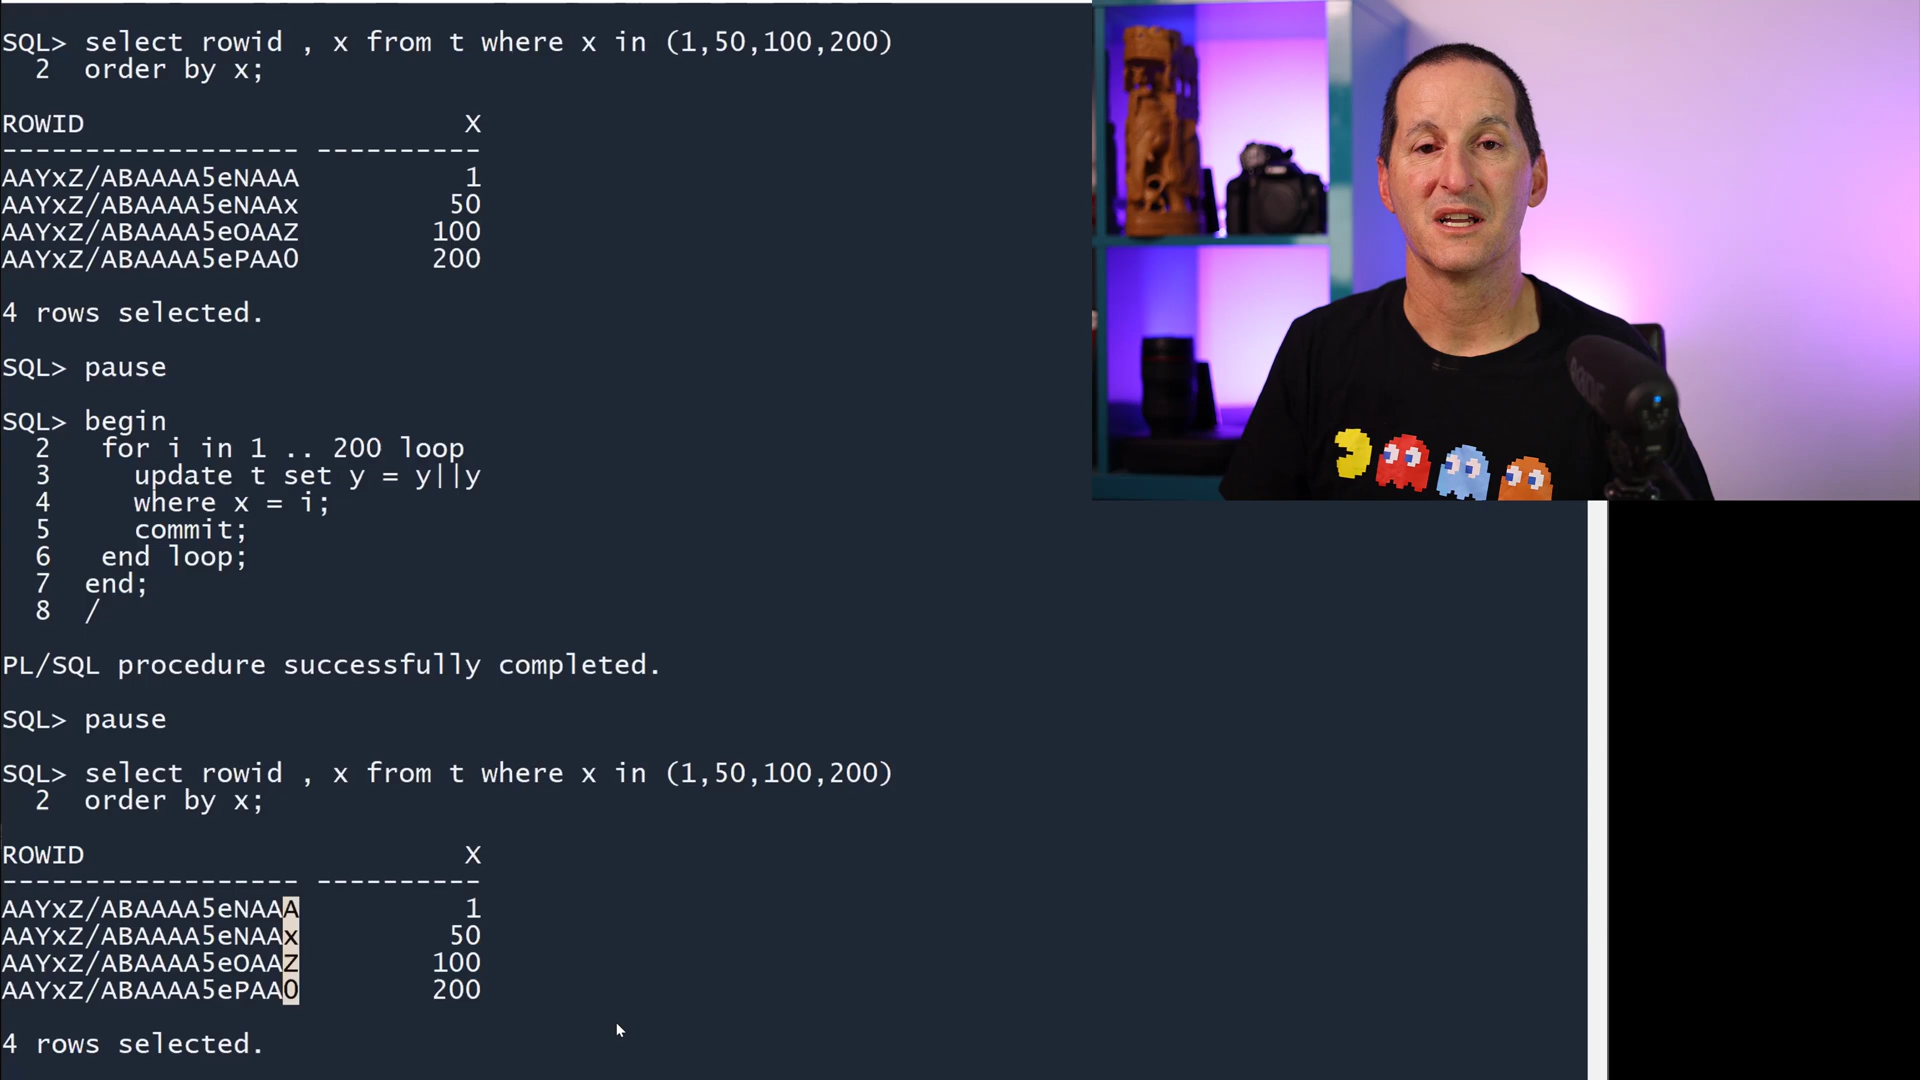 SQL> select rowid , x from t where x in (1,50,100,200)
  2  order by x;
ROWID                       X
------------------ ----------
AAYxZ/ABAAAA5eNAAA          1
AAYxZ/ABAAAA5eNAAx         50
AAYxZ/ABAAAA5eOAAZ        100
AAYxZ/ABAAAA5ePAA0        200
4 rows selected.
SQL> pause
SQL> begin
  2   for i in 1 .. 200 loop
  3     update t set y = y||y
  4     where x = i;
  5     commit;
  6   end loop;
  7  end;
  8  /
PL/SQL procedure successfully completed.
SQL> pause
SQL> select rowid , x from t where x in (1,50,100,200)
  2  order by x;
ROWID                       X
------------------ ----------
AAYxZ/ABAAAA5eNAAA          1
AAYxZ/ABAAAA5eNAAx         50
AAYxZ/ABAAAA5eOAAZ        100
AAYxZ/ABAAAA5ePAA0        200
4 rows selected.